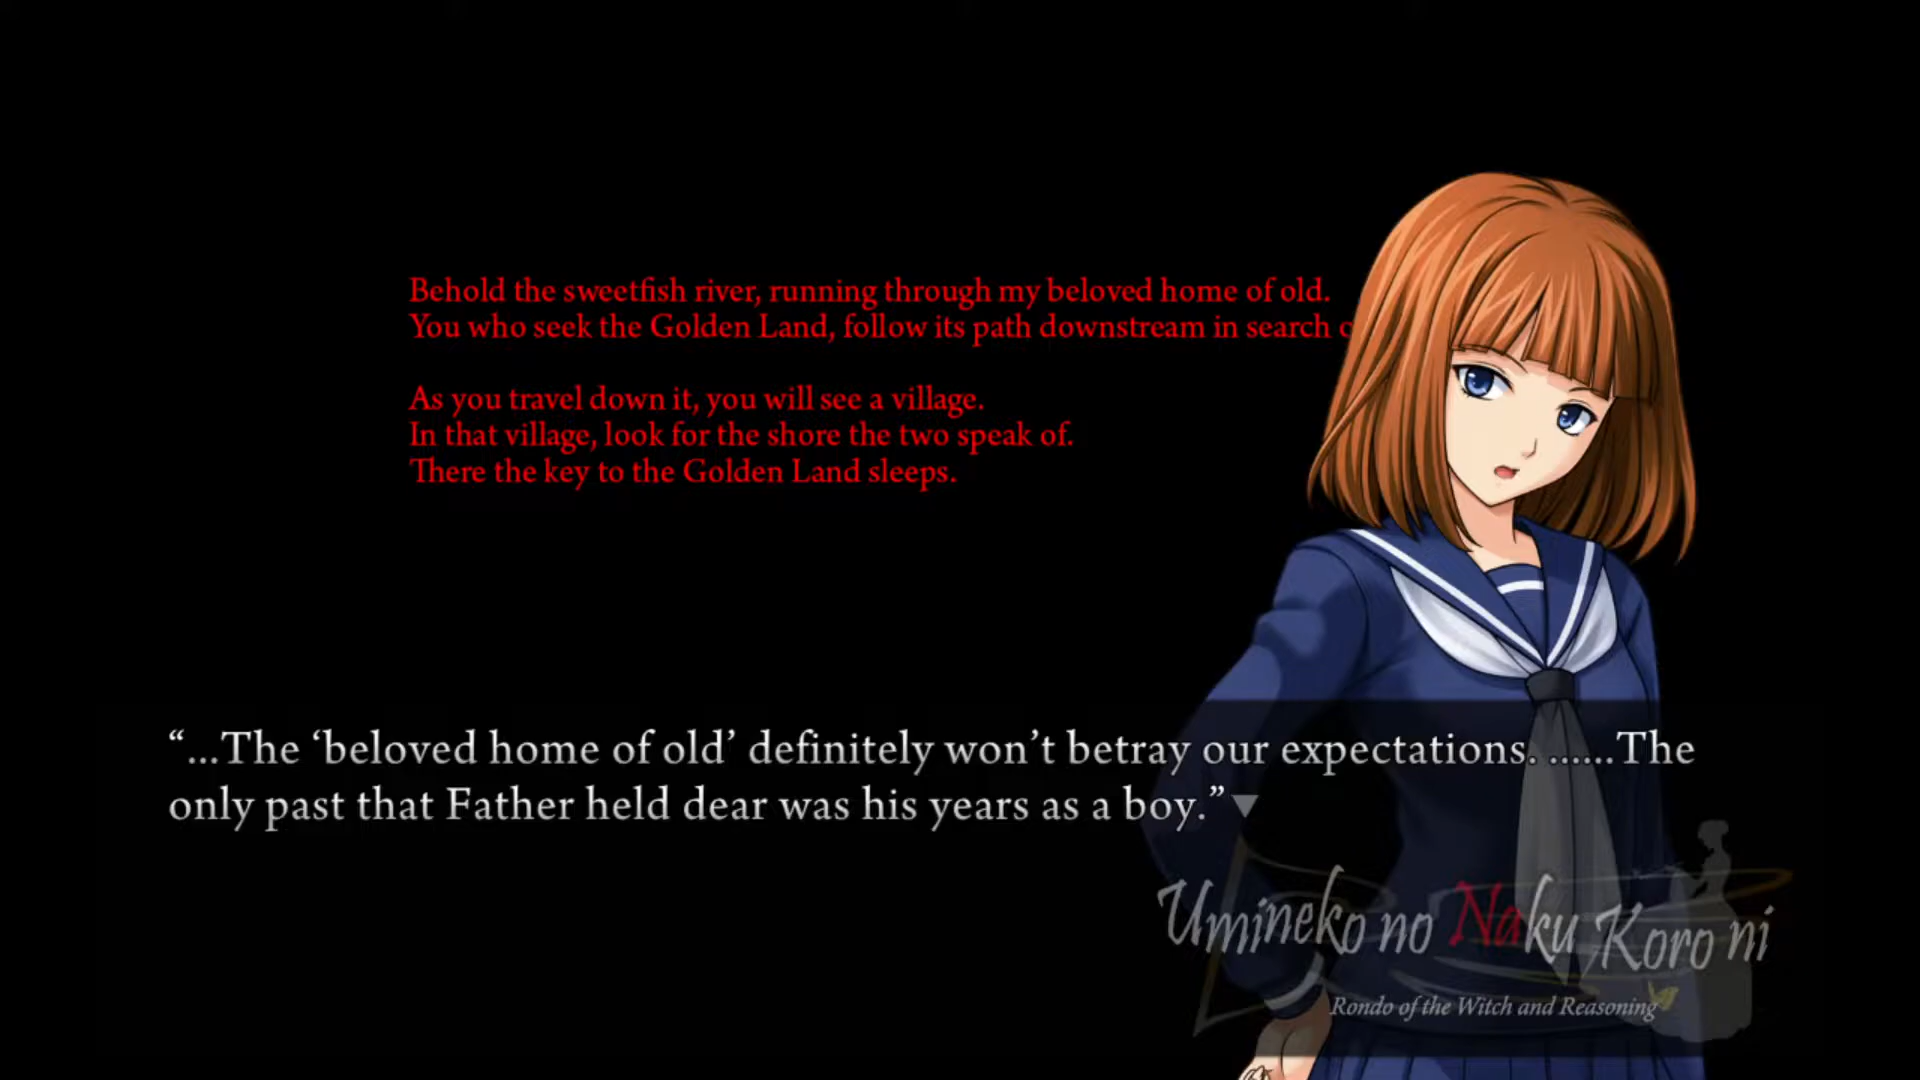 Behold the sweetfish river, running through my beloved home of old.
You who seek the Golden Land, follow its path downstream in search
As you travel down it, you will see a village.
In that village, look for the shore the two speak of.
There the key to the Golden Land sleeps.
“...The ‘beloved home of old’ definitely won’t betray our expectations. ......The
only past that Father held dear was his years as a boy.”
Umineko no Naku Koro ni
Rondo of the Witch and Reasoning